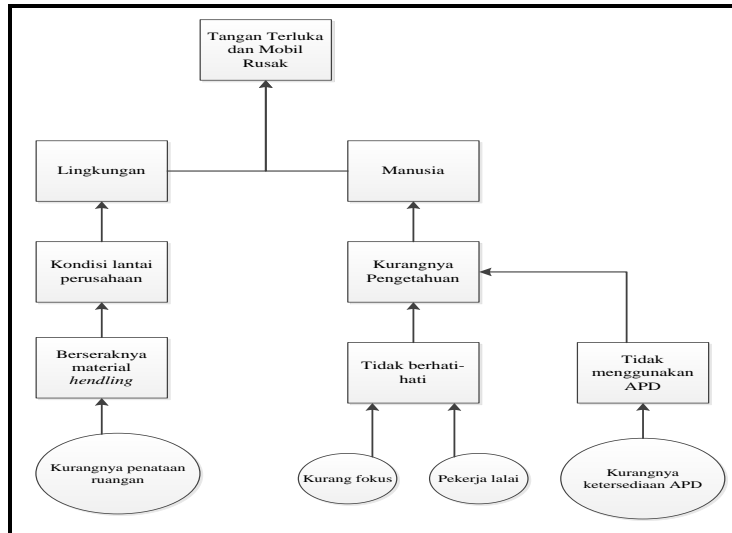 Tangan Terluka
dan Mobil
Rusak
Lingkungan
Manusia
Kondisi lantai
perusahaan
Kurangnya
Pengetahuan
Berseraknya
material
hendling
Tidak berhati-
hati
Tidak
menggunakan
APD
Kurangnya penataan
ruangan
Kurang fokus
Pekerja lalai
Kurangnya
ketersediaan APD